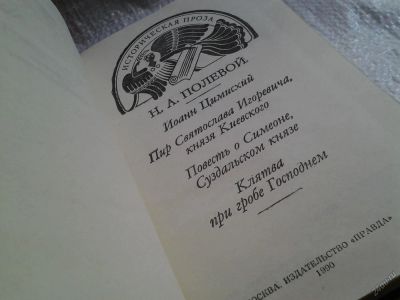 ИСТОРИЧЕСКАЯ ПРОЗА
Н. А. ПОЛЕВОЙ
Иоанн Цимисхий
Пир Святослава Игоревича,
князя Киевского
Повесть о Симеоне,
Суздальском князе
Клятва
при гробе Господнем
МОСКВА. ИЗДАТЕЛЬСТВО «ПРАВДА»
1990